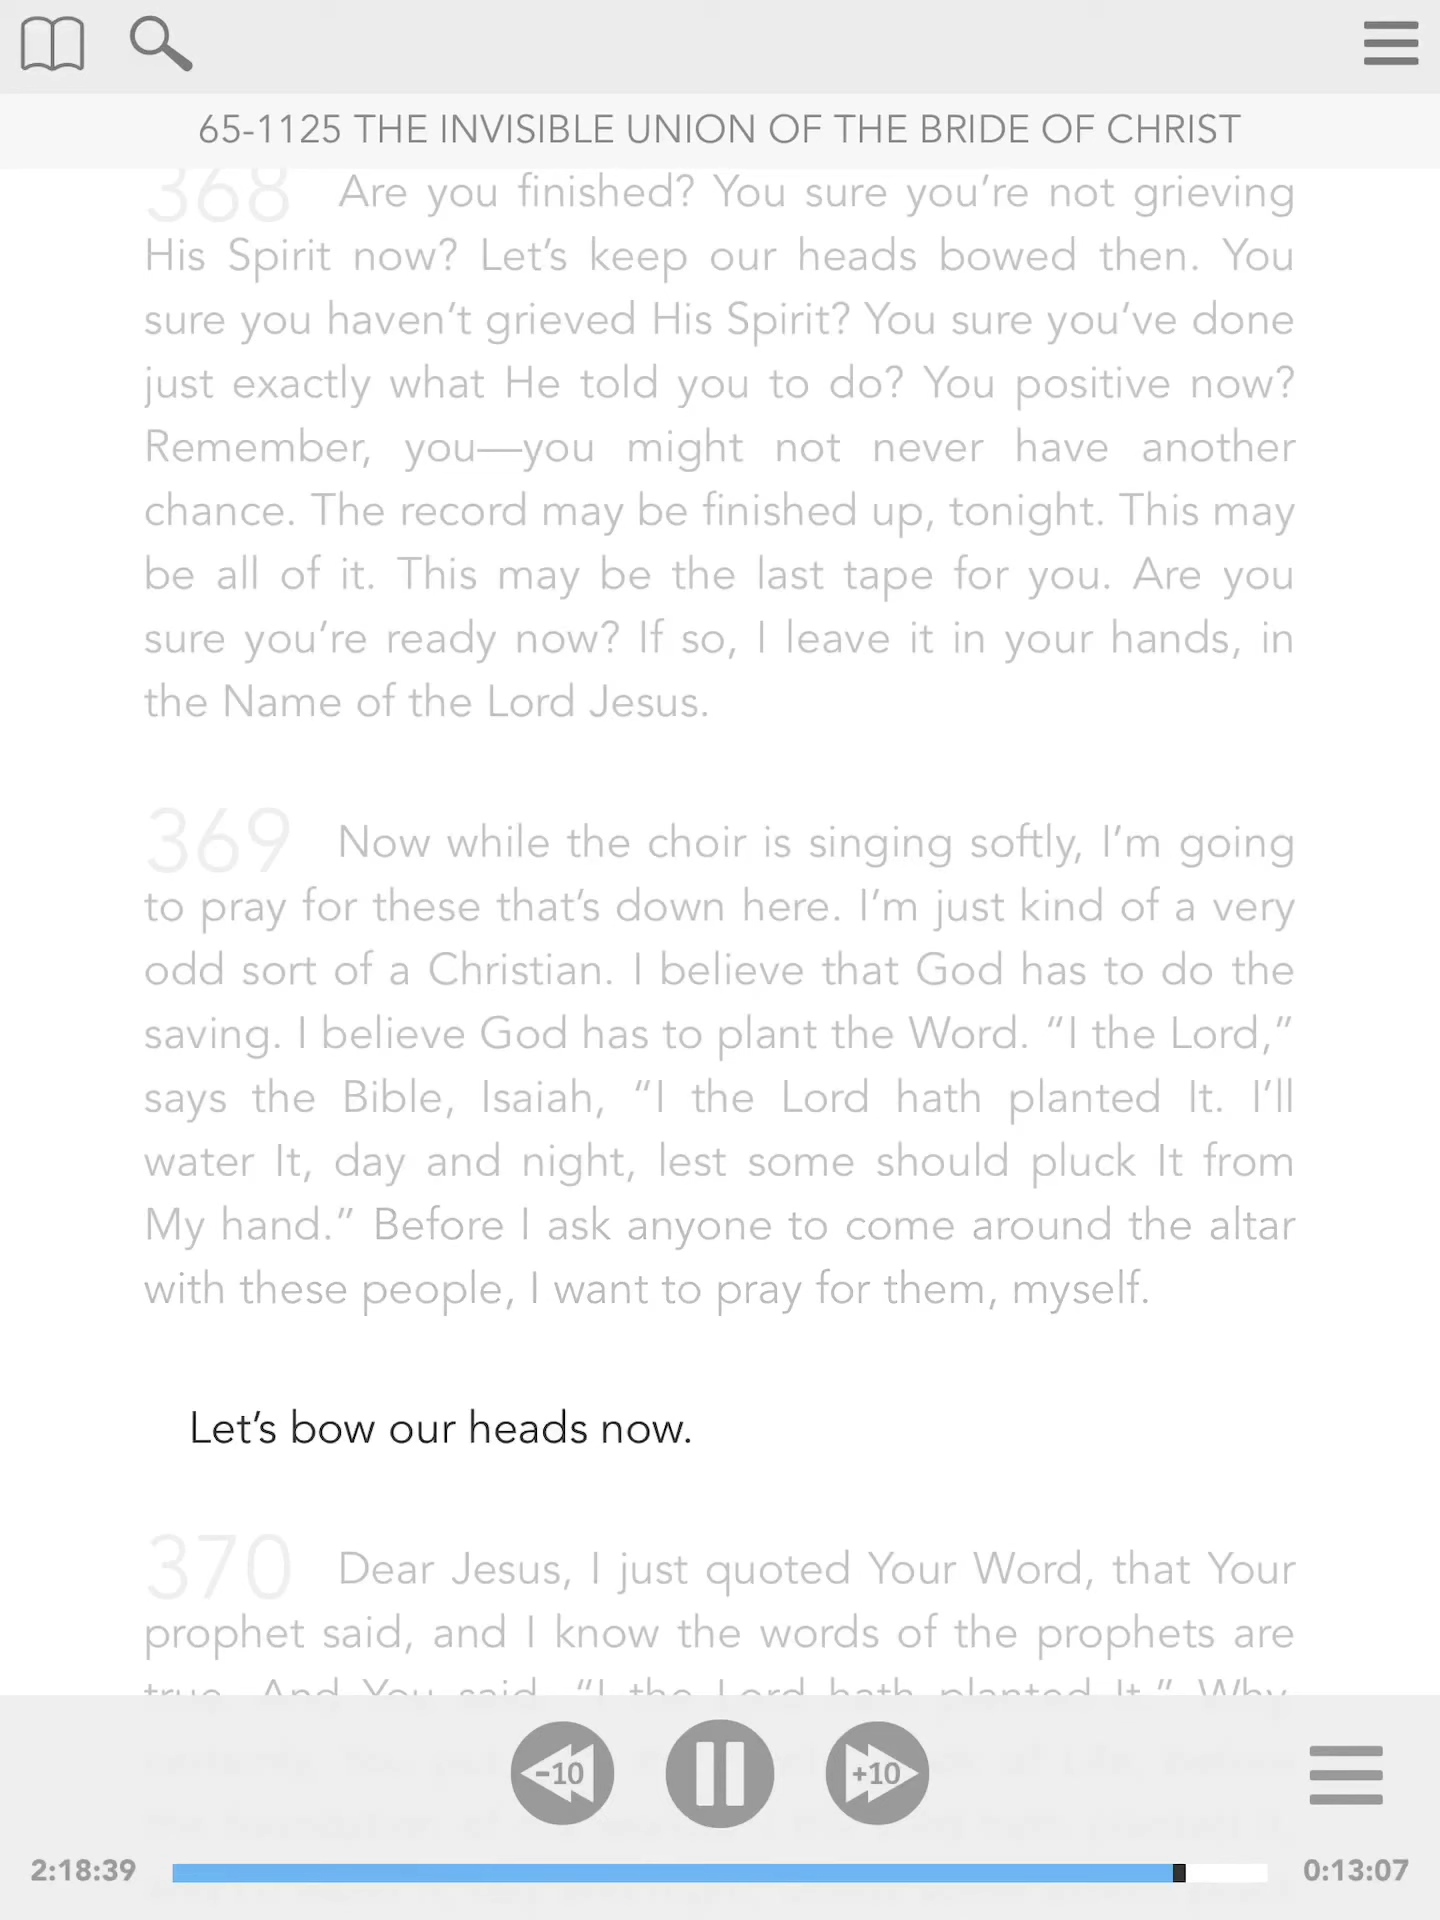 65-1125 THE INVISIBLE UNION OF THE BRIDE OF CHRIST
368 Are you finished? You sure you’re not grieving
His Spirit now? Let’s keep our heads bowed then. You
sure you haven’t grieved His Spirit? You sure you’ve done
just exactly what He told you to do? You positive now?
Remember, you—you might not never have another
chance. The record may be finished up, tonight. This may
be all of it. This may be the last tape for you. Are you
sure you’re ready now? If so, I leave it in your hands, in
the Name of the Lord Jesus.
369 Now while the choir is singing softly, I’m going
to pray for these that’s down here. I’m just kind of a very
odd sort of a Christian. I believe that God has to do the
saving. I believe God has to plant the Word. “I the Lord,”
says the Bible, Isaiah, “I the Lord hath planted It. I’ll
water It, day and night, lest some should pluck It from
My hand.” Before I ask anyone to come around the altar
with these people, I want to pray for them, myself.
Let’s bow our heads now.
370 Dear Jesus, I just quoted Your Word, that Your
prophet said, and I know the words of the prophets are
true. And You said, “I the Lord hath planted It.” Why,
-10 +10
2:18:39 0:13:07